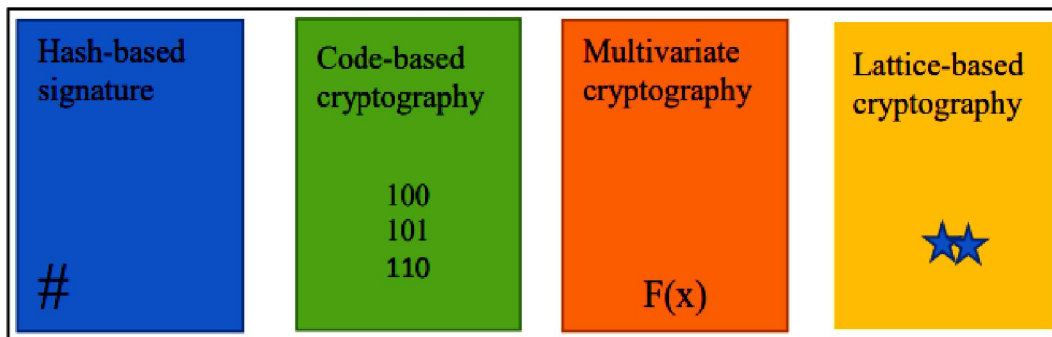 Hash-based
signature
#
Code-based
cryptography
100
101
110
Multivariate
cryptography
F(x)
Lattice-based
cryptography